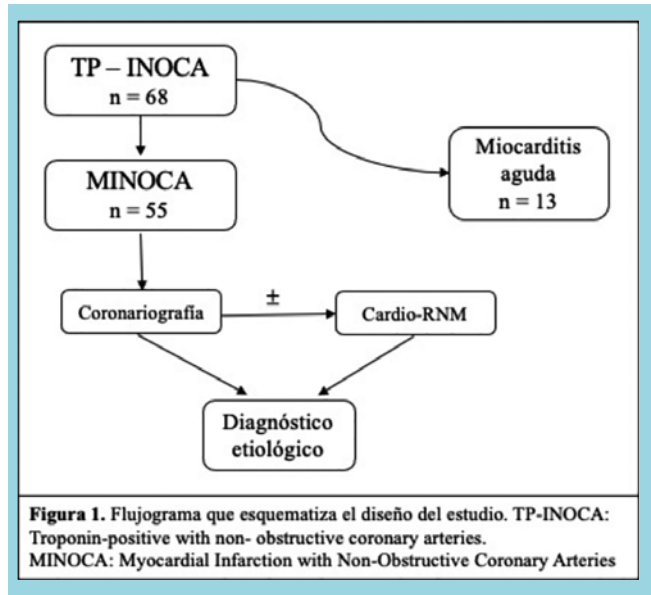 TP – INOCA
n = 68
Miocarditis
aguda
n = 13
MINOCA
n = 55
Coronariografía
±
Cardio-RNM
Diagnóstico
etiológico
Figura 1. Flujograma que esquematiza el diseño del estudio. TP-INOCA:
Troponin-positive with non- obstructive coronary arteries.
MINOCA: Myocardial Infarction with Non-Obstructive Coronary Arteries